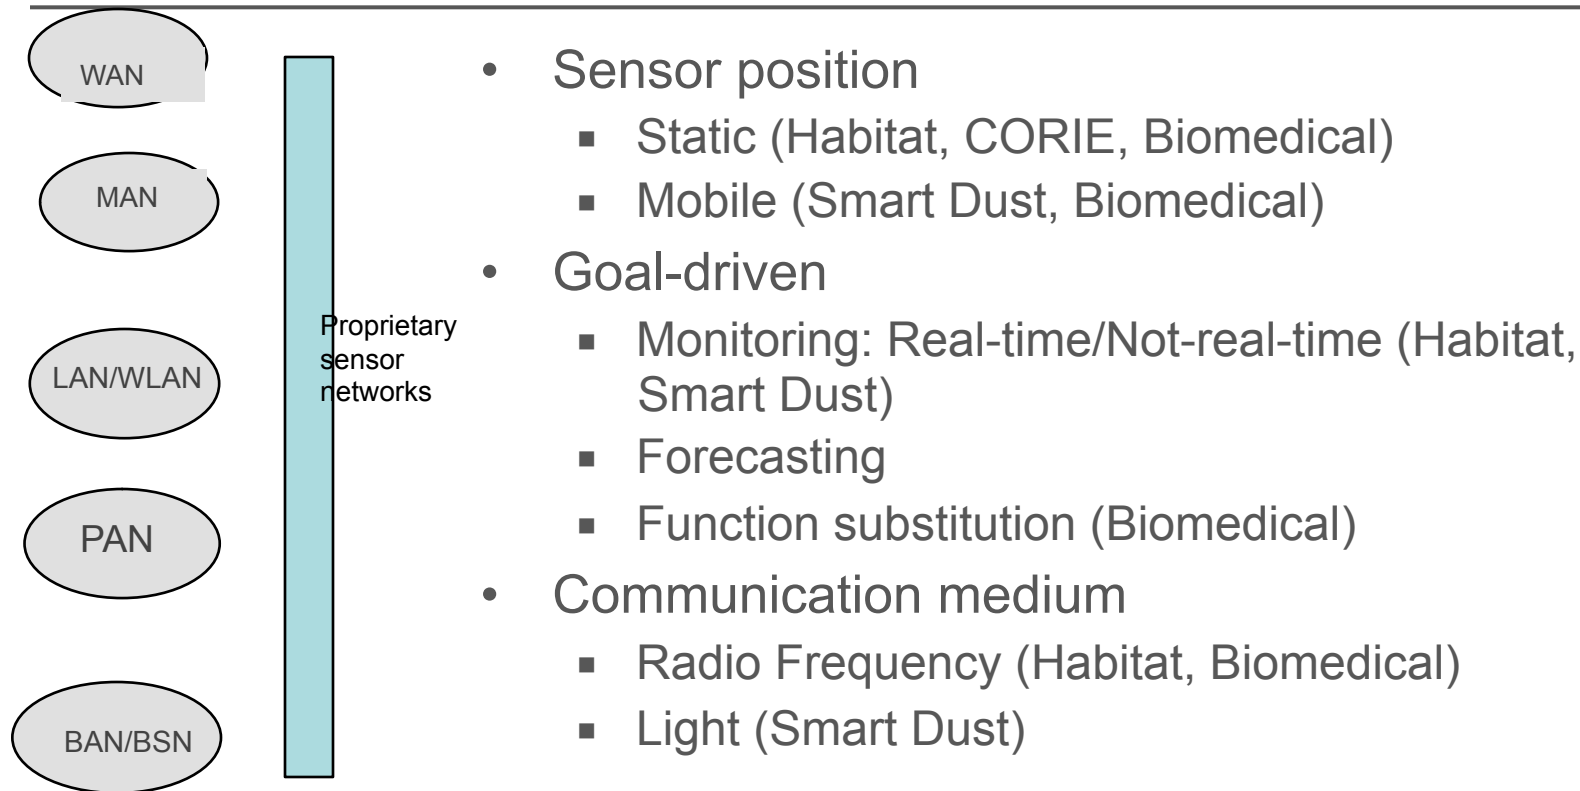 WAN
MAN
LAN/WLAN
PAN
BAN/BSN
Proprietary
sensor
networks
• Sensor position
▪ Static (Habitat, CORIE, Biomedical)
▪ Mobile (Smart Dust, Biomedical)
• Goal-driven
▪ Monitoring: Real-time/Not-real-time (Habitat,
Smart Dust)
▪ Forecasting
▪ Function substitution (Biomedical)
• Communication medium
▪ Radio Frequency (Habitat, Biomedical)
▪ Light (Smart Dust)